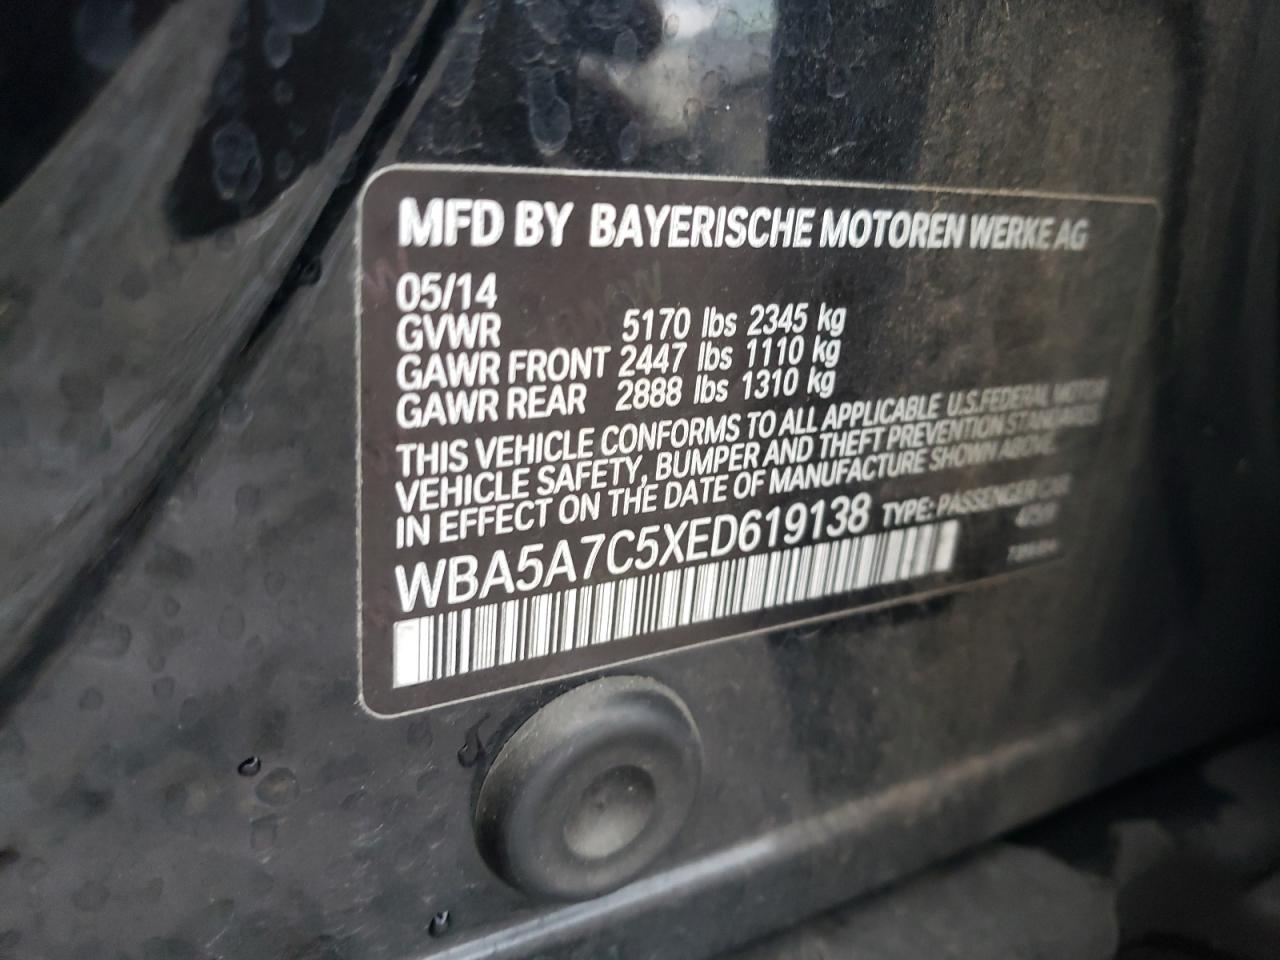 MFD BY BAYERISCHE MOTOREN WERKE AG
05/14
GVWR 5170 lbs 2345 kg
GAWR FRONT 2447 lbs 1110 kg
GAWR REAR 2888 lbs 1310 kg
THIS VEHICLE CONFORMS TO ALL APPLICABLE U.S.FEDERAL MOTOR
VEHICLE SAFETY, BUMPER AND THEFT PREVENTION STANDARDS
IN EFFECT ON THE DATE OF MANUFACTURE SHOWN ABOVE.
WBA5A7C5XED619138 TYPE: PASSENGER CAR